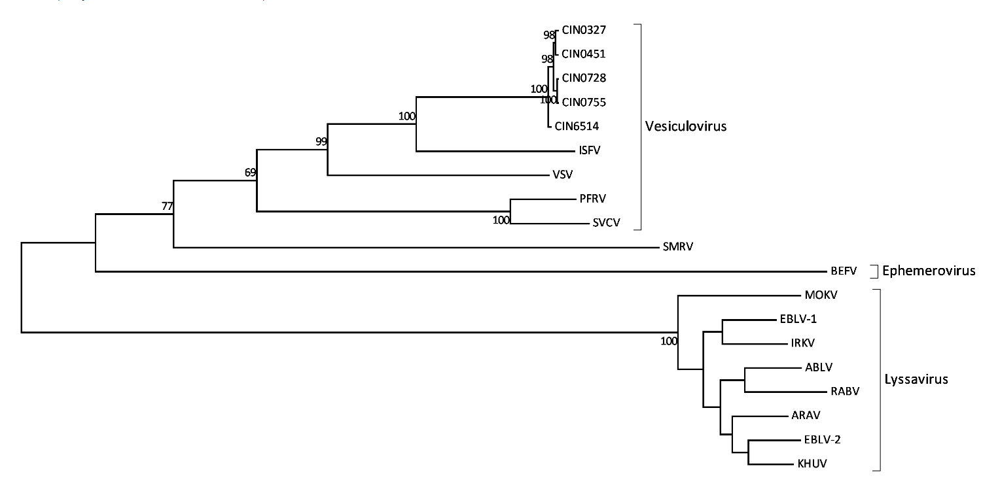 CIN0327
98
CIN0451
98
CIN0728
100
100
CIN0755
100
CIN6514
Vesiculovirus
99
ISFV
69
VSV
PFRV
77
100
SVCV
SMRV
BEFV
Ephemerovirus
MOKV
EBLV-1
100
IRKV
ABLV
Lyssavirus
RABV
ARAV
EBLV-2
KHUV